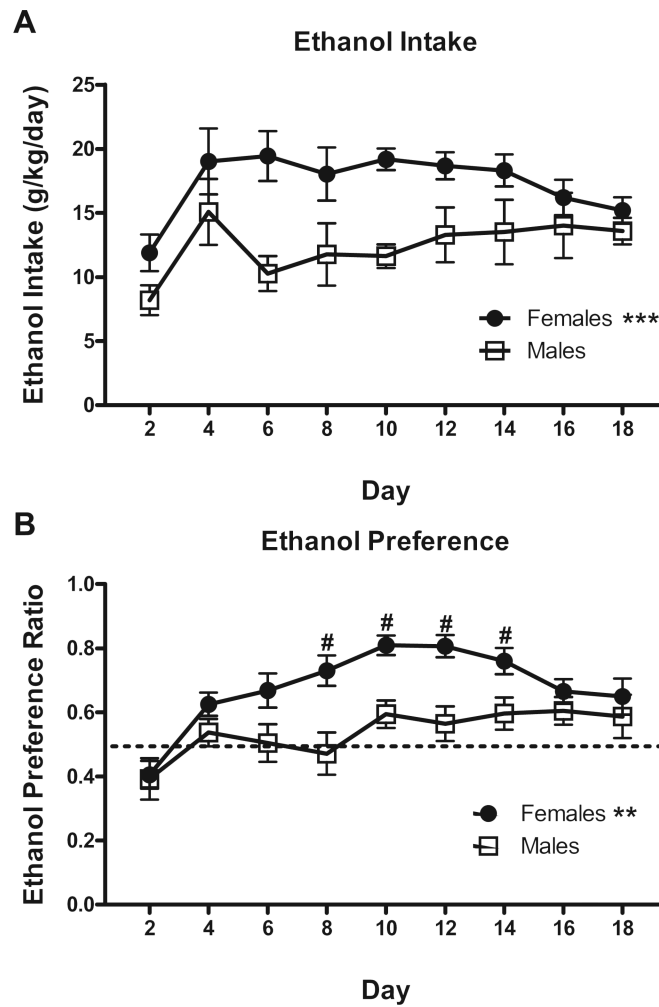 A
Ethanol Intake
Ethanol Intake (g/kg/day)
25
20
15
10
5
0
Females ***
Males
2 4 6 8 10 12 14 16 18
Day
B
Ethanol Preference
Ethanol Preference Ratio
1.0
0.8
0.6
0.4
0.2
0.0
# # # #
Females **
Males
2 4 6 8 10 12 14 16 18
Day